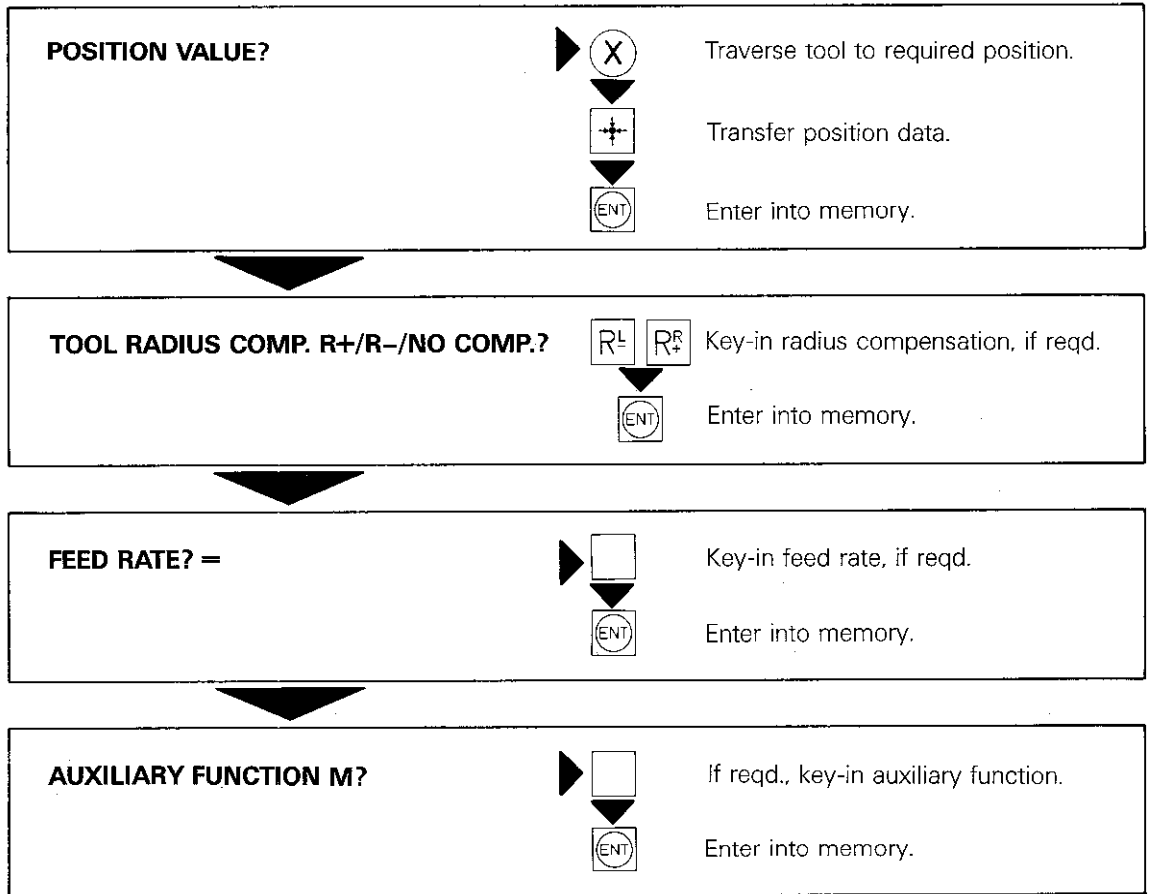 POSITION VALUE?
X Traverse tool to required position.
Transfer position data.
ENT Enter into memory.
TOOL RADIUS COMP. R+/R–/NO COMP.? R L – R R + Key-in radius compensation, if reqd.
ENT Enter into memory.
FEED RATE? = Key-in feed rate, if reqd.
ENT Enter into memory.
AUXILIARY FUNCTION M? If reqd., key-in auxiliary function.
ENT Enter into memory.